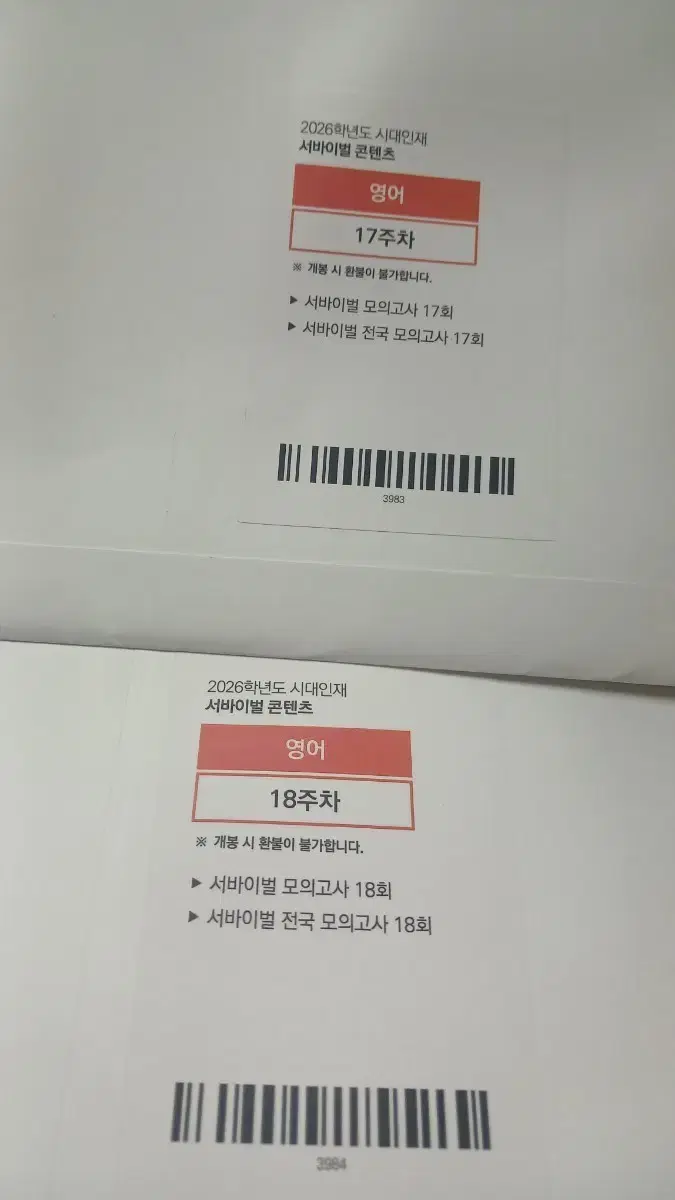 2026학년도 시대인재
서바이벌 콘텐츠
영어
17주차
※ 개봉 시 환불이 불가합니다.
▶ 서바이벌 모의고사 17회
▶ 서바이벌 전국 모의고사 17회
3983
2026학년도 시대인재
서바이벌 콘텐츠
영어
18주차
※ 개봉 시 환불이 불가합니다.
▶ 서바이벌 모의고사 18회
▶ 서바이벌 전국 모의고사 18회
3984